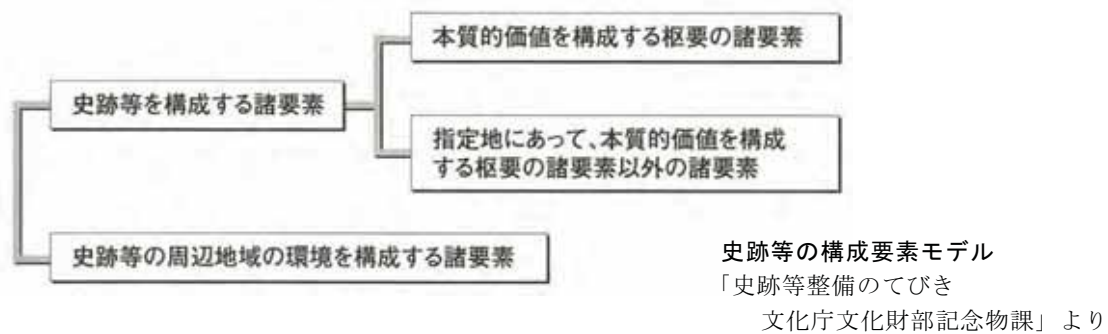 本質的価値を構成する枢要の諸要素
史跡等を構成する諸要素
指定地にあって、本質的価値を構成
する枢要の諸要素以外の諸要素
史跡等の周辺地域の環境を構成する諸要素
史跡等の構成要素モデル
「史跡等整備のてびき
文化庁文化財部記念物課」より